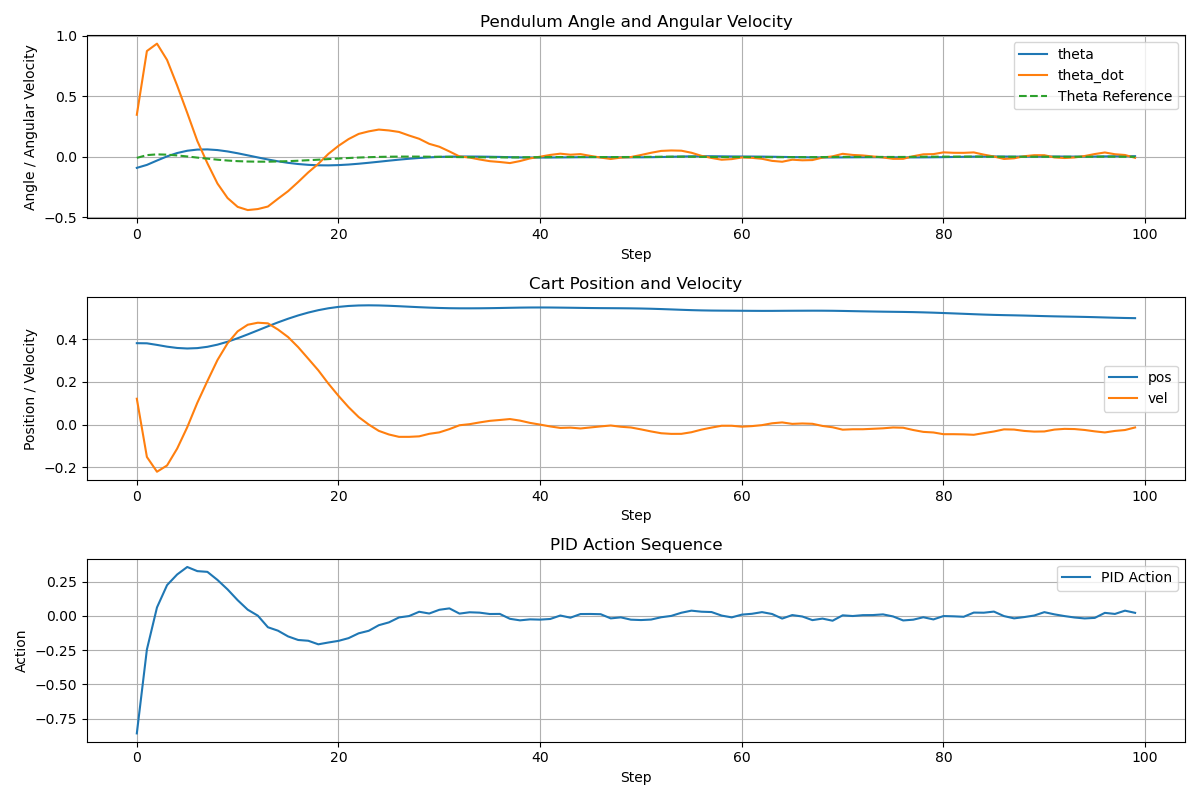 Pendulum Angle and Angular Velocity
Angle / Angular Velocity
1.0
0.5
0.0
−0.5
theta
theta_dot
Theta Reference
0 20 40 60 80 100
Step
Cart Position and Velocity
Position / Velocity
0.4
0.2
0.0
−0.2
pos
vel
0 20 40 60 80 100
Step
PID Action Sequence
Action
0.25
0.00
−0.25
−0.50
−0.75
PID Action
0 20 40 60 80 100
Step